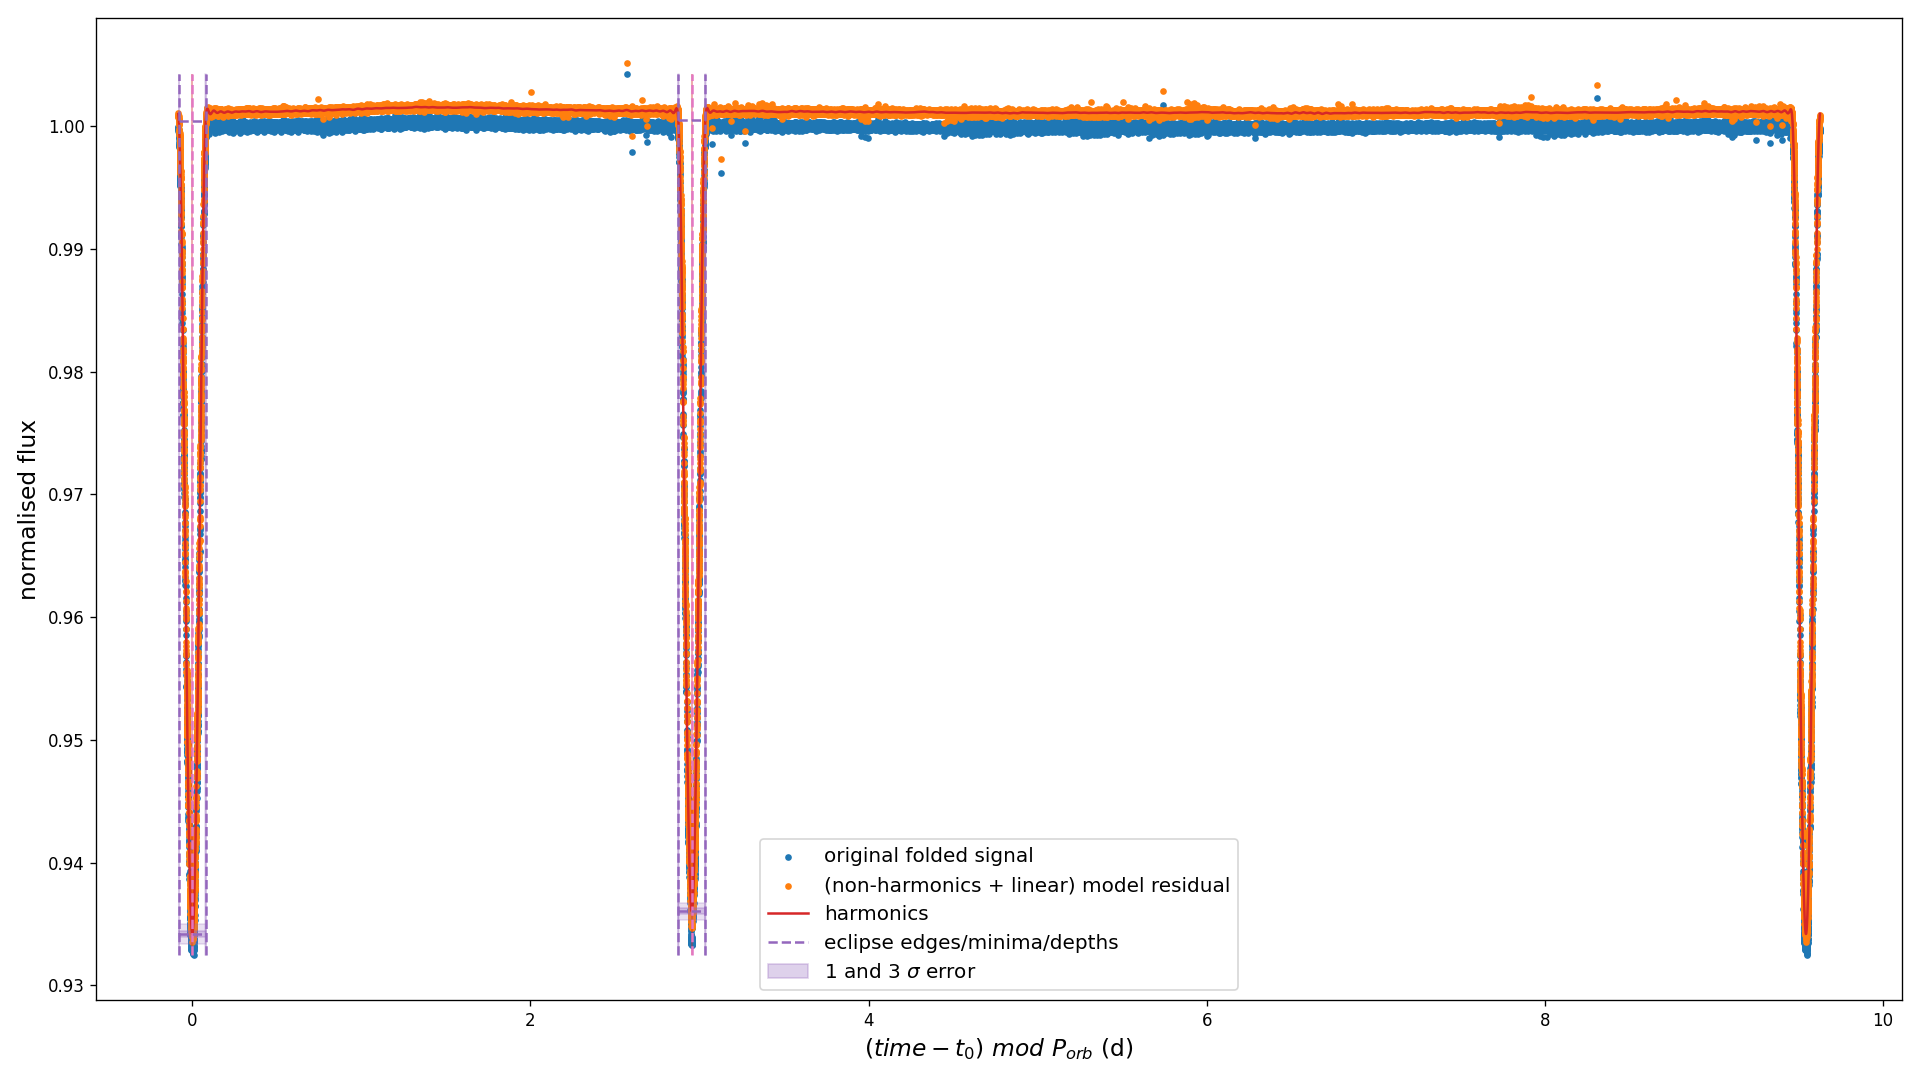 normalised flux
1.00
0.99
0.98
0.97
0.96
0.95
0.94
0.93
original folded signal
(non-harmonics + linear) model residual
harmonics
eclipse edges/minima/depths
1 and 3 σ error
0 2 4 6 8 10
(time − t₀) mod Pₒᵣb (d)